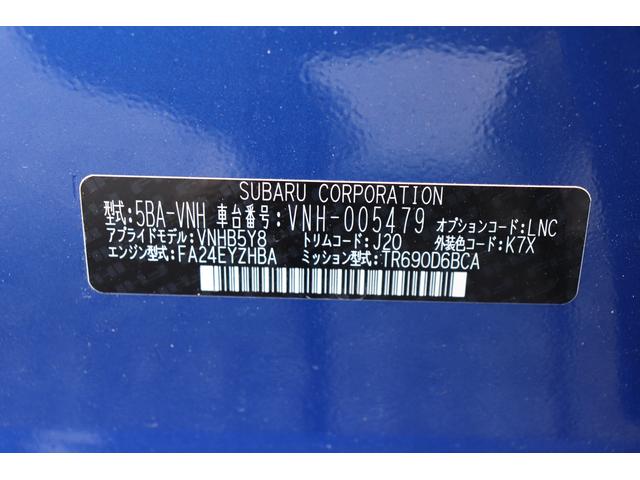 SUBARU CORPORATION
型式:5BA-VNH 車台番号:VNH-005479 オプションコード:LNC
アプライドモデル:VNHB5Y8 トリムコード:J20 外装色コード:K7X
エンジン型式:FA24EYZHBA ミッション型式:TR690D6BCA